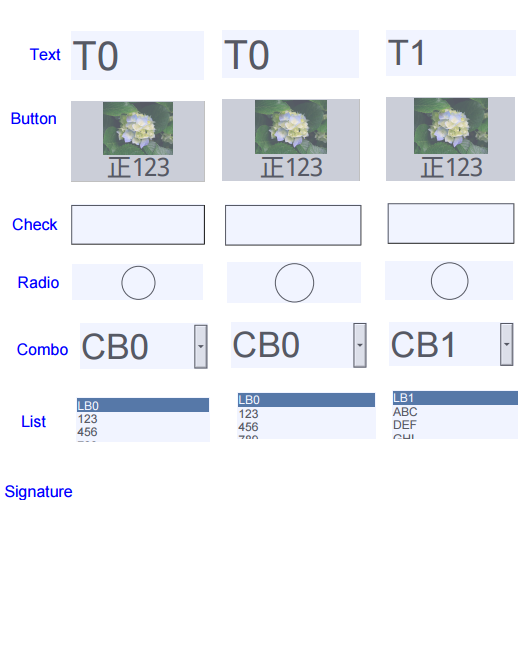 Text T0 T0 T1
Button 正123 正123 正123
Check
Radio
Combo CB0 CB0 CB1
List LB0 LB0 LB1
123 123 ABC
456 456 DEF
789 GHI
Signature